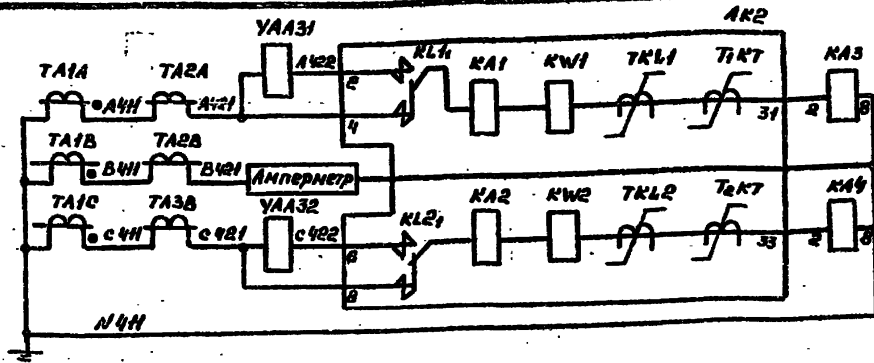 AK2
YAA31
TA1A
TA2A
A4H
A421
A422
2
4
KL1₁
KA1
KW1
TKL1
T₁KT
31
KA3
2
8
TA1B
TA2B
B4H
B421
Амперметр
TA1C
TA3B
C4H
C421
YAA32
C422
6
8
KL2₁
KA2
KW2
TKL2
T₂KT
33
KA4
2
8
N4H